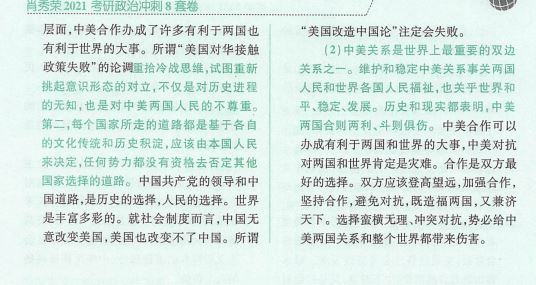 肖秀荣2021考研政治冲刺8套卷
层面,中美合作办成了许多有利于两国也
有利于世界的大事。所谓“美国对华接触
政策失败”的论调重拾冷战思维,试图重新
挑起意识形态的对立,不仅是对历史进程
的无知,也是对中美两国人民的不尊重。
第二,每个国家所走的道路都是基于各自
的文化传统和历史积淀,应该由本国人民
来决定,任何势力都没有资格去否定其他
国家选择的道路。中国共产党的领导和中
国道路,是历史的选择,人民的选择。世界
是丰富多彩的。就社会制度而言,中国无
意改变美国,美国也改变不了中国。所谓
“美国改造中国论”注定会失败。
(2)中美关系是世界上最重要的双边
关系之一。维护和稳定中美关系事关两国
人民和世界各国人民福祉,也关乎世界和
平、稳定、发展。历史和现实都表明,中美
两国合则两利、斗则俱伤。中美合作可以
办成有利于两国和世界的大事,中美对抗
对两国和世界肯定是灾难。合作是双方最
好的选择。双方应该登高望远,加强合作,
坚持合作,避免对抗,既造福两国,又兼济
天下。选择蛮横无理、冲突对抗,势必给中
美两国关系和整个世界都带来伤害。